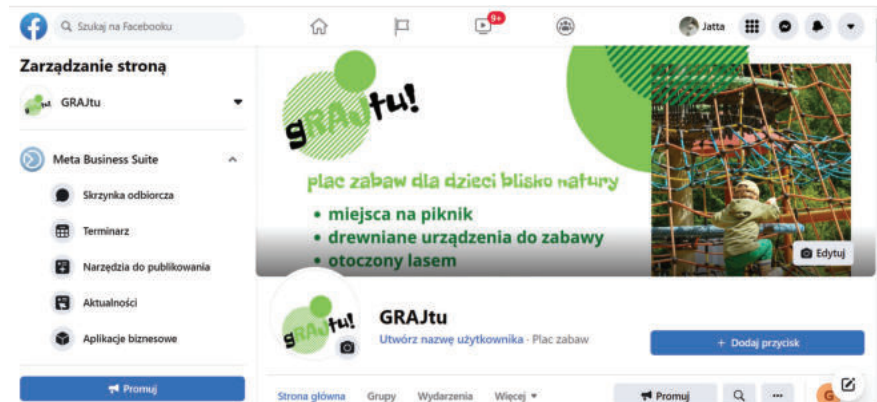 Szukaj na Facebooku
9+
Jatta
Zarządzanie stroną
GRAJtu
Meta Business Suite
Skrzynka odbiorcza
Terminarz
Narzędzia do publikowania
Aktualności
Aplikacje biznesowe
Promuj
gRAJtu!
plac zabaw dla dzieci blisko natury
• miejsca na piknik
• drewniane urządzenia do zabawy
• otoczony lasem
Edytuj
gRAJtu!
GRAJtu
Utwórz nazwę użytkownika · Plac zabaw
+ Dodaj przycisk
Strona główna Grupy Wydarzenia Więcej Promuj ... G